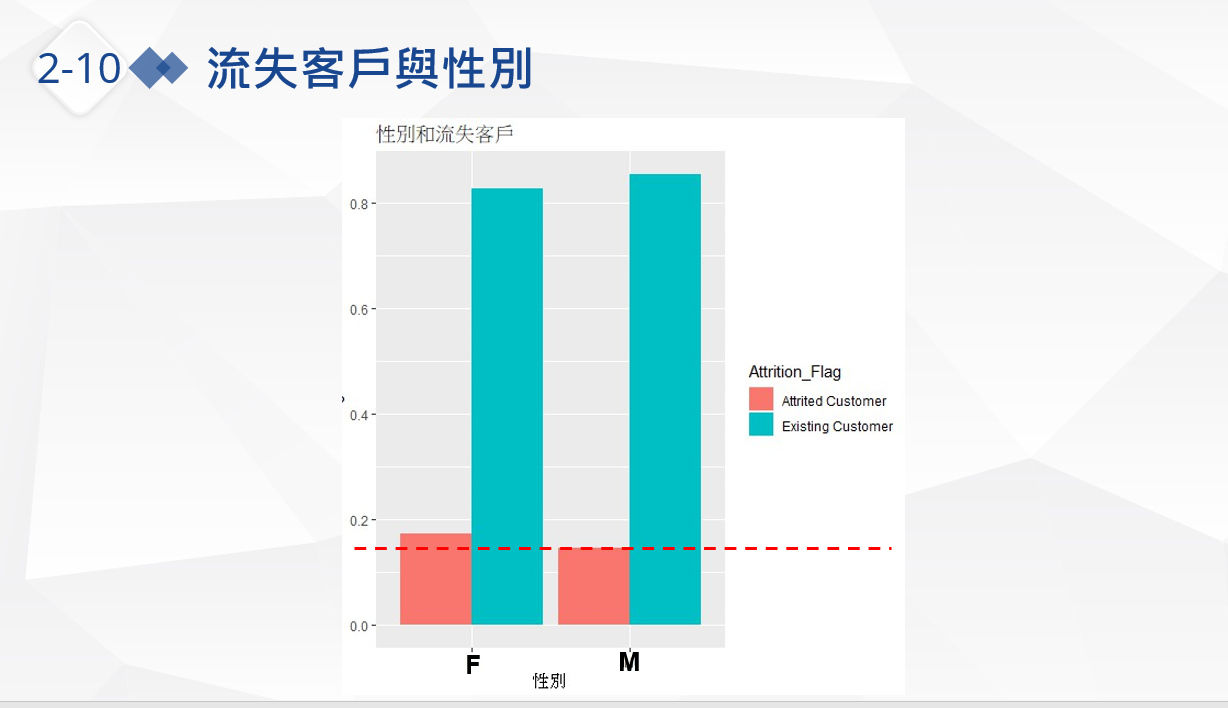 2-10 流失客戶與性別
性別和流失客戶
0.8
0.6
0.4
0.2
0.0
F M
性別
Attrition_Flag
Attrited Customer
Existing Customer